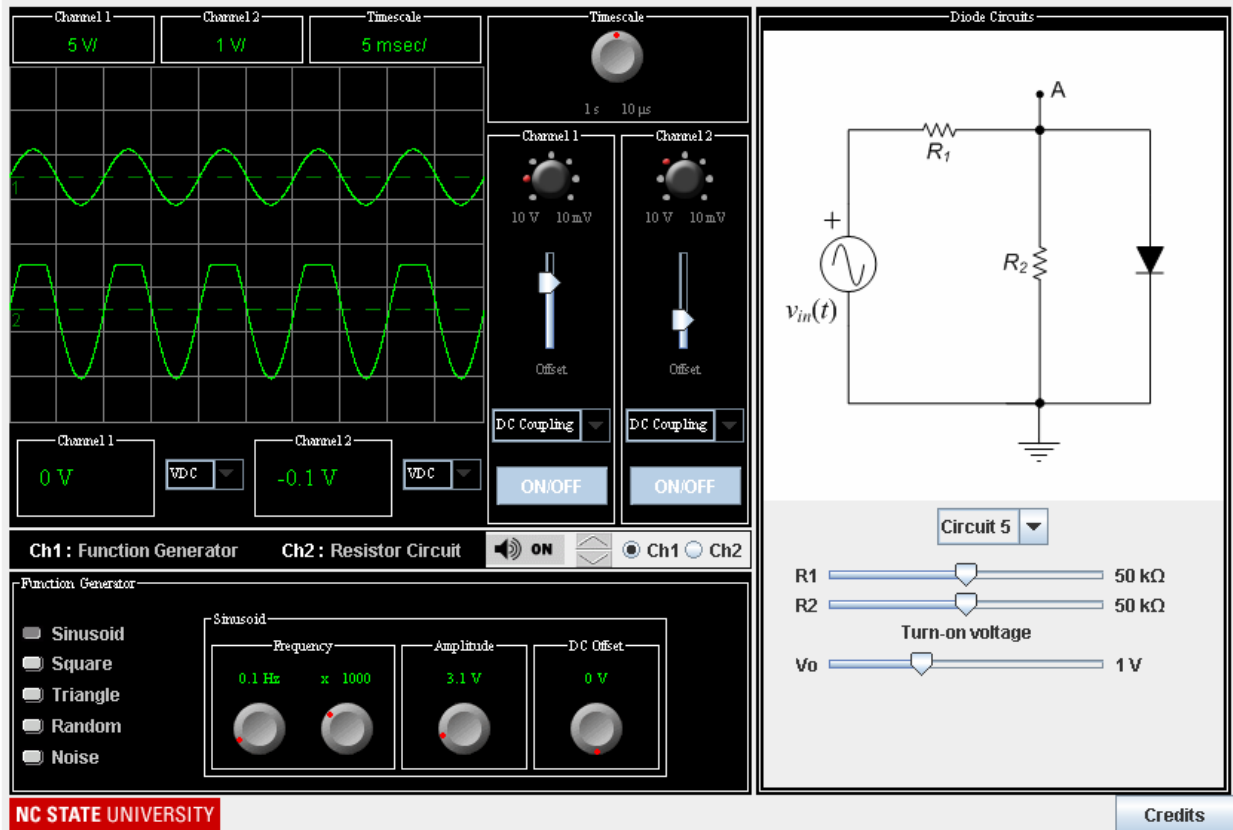 Channel 1 Channel 2 Timescale
5 V/ 1 V/ 5 msec/
1
2
Channel 1 Channel 2
0 V VDC -0.1 V VDC
Timescale
1 s 10 µs
Channel 1 Channel 2
10 V 10 mV 10 V 10 mV
Offset Offset
DC Coupling DC Coupling
ON/OFF ON/OFF
Ch1 : Function Generator Ch2 : Resistor Circuit ON Ch1 Ch2
Function Generator
Sinusoid
Square
Triangle
Random
Noise
Sinusoid
Frequency Amplitude DC Offset
0.1 Hz x 1000 3.1 V 0 V
Diode Circuits
A
R1
+
R2
vin(t)
Circuit 5
R1 50 kΩ
R2 50 kΩ
Turn-on voltage
Vo 1 V
NC STATE UNIVERSITY
Credits